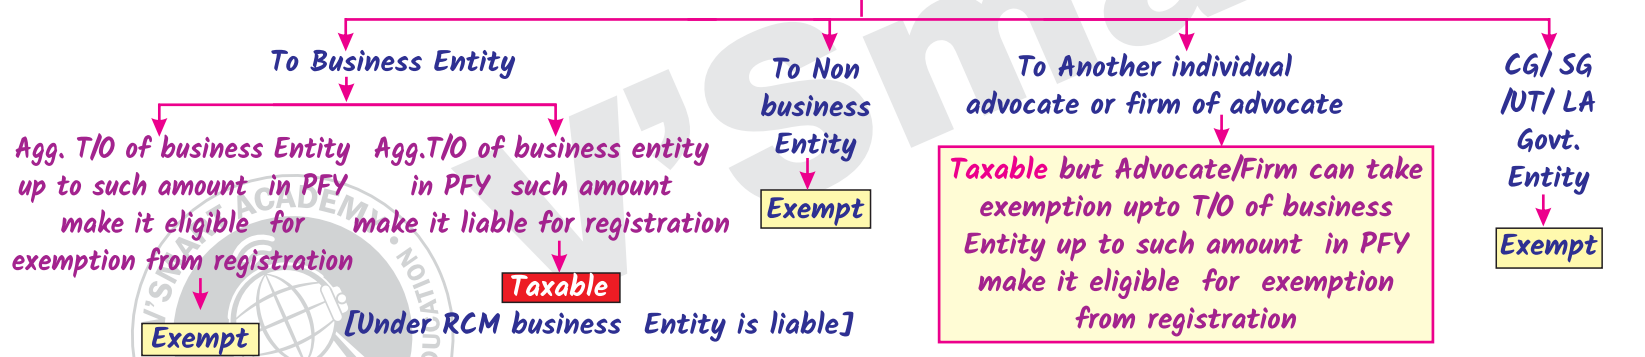 To Business Entity
Agg. T/O of business Entity
up to such amount in PFY
make it eligible for
exemption from registration
Exempt
Agg.T/O of business entity
in PFY such amount
make it liable for registration
Taxable
[Under RCM business Entity is liable]
To Non
business
Entity
Exempt
To Another individual
advocate or firm of advocate
Taxable but Advocate/Firm can take
exemption upto T/O of business
Entity up to such amount in PFY
make it eligible for exemption
from registration
CG/ SG
/UT/ LA
Govt.
Entity
Exempt
V'sma
V'SMART ACADEMY